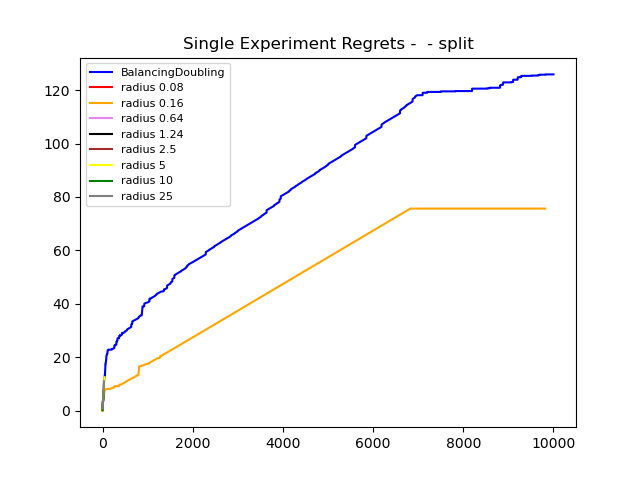 Single Experiment Regrets -  - split
BalancingDoubling
radius 0.08
radius 0.16
radius 0.64
radius 1.24
radius 2.5
radius 5
radius 10
radius 25
120
100
80
60
40
20
0
0 2000 4000 6000 8000 10000